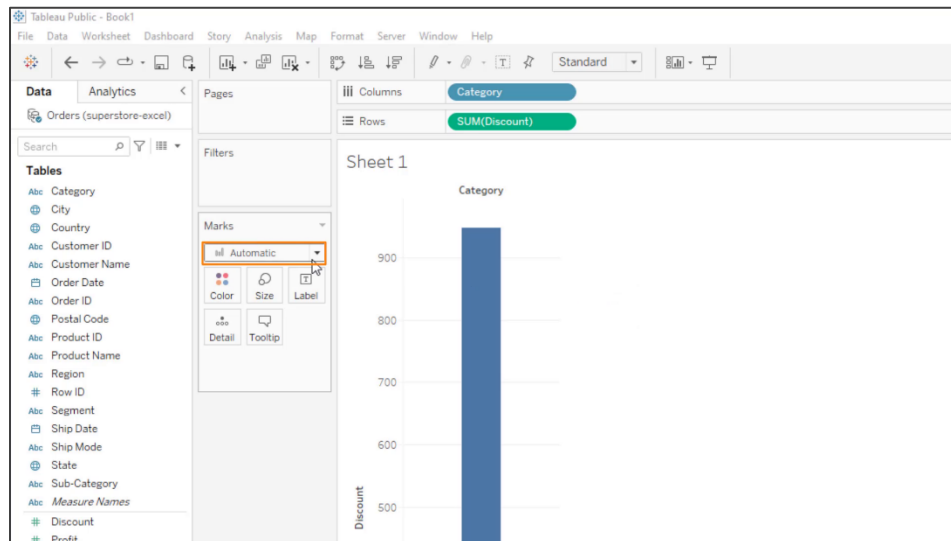 Tableau Public - Book1
File Data Worksheet Dashboard Story Analysis Map Format Server Window Help
Standard
Data Analytics
Orders (superstore-excel)
Search
Tables
Abc Category
City
Country
Abc Customer ID
Abc Customer Name
Order Date
Abc Order ID
Postal Code
Abc Product ID
Abc Product Name
Abc Region
# Row ID
Abc Segment
Ship Date
Abc Ship Mode
State
Abc Sub-Category
Abc Measure Names
# Discount
# Profit
Pages
Filters
Marks
Automatic
Color Size Label
Detail Tooltip
Columns Category
Rows SUM(Discount)
Sheet 1
Category
900
800
700
600
500
Discount